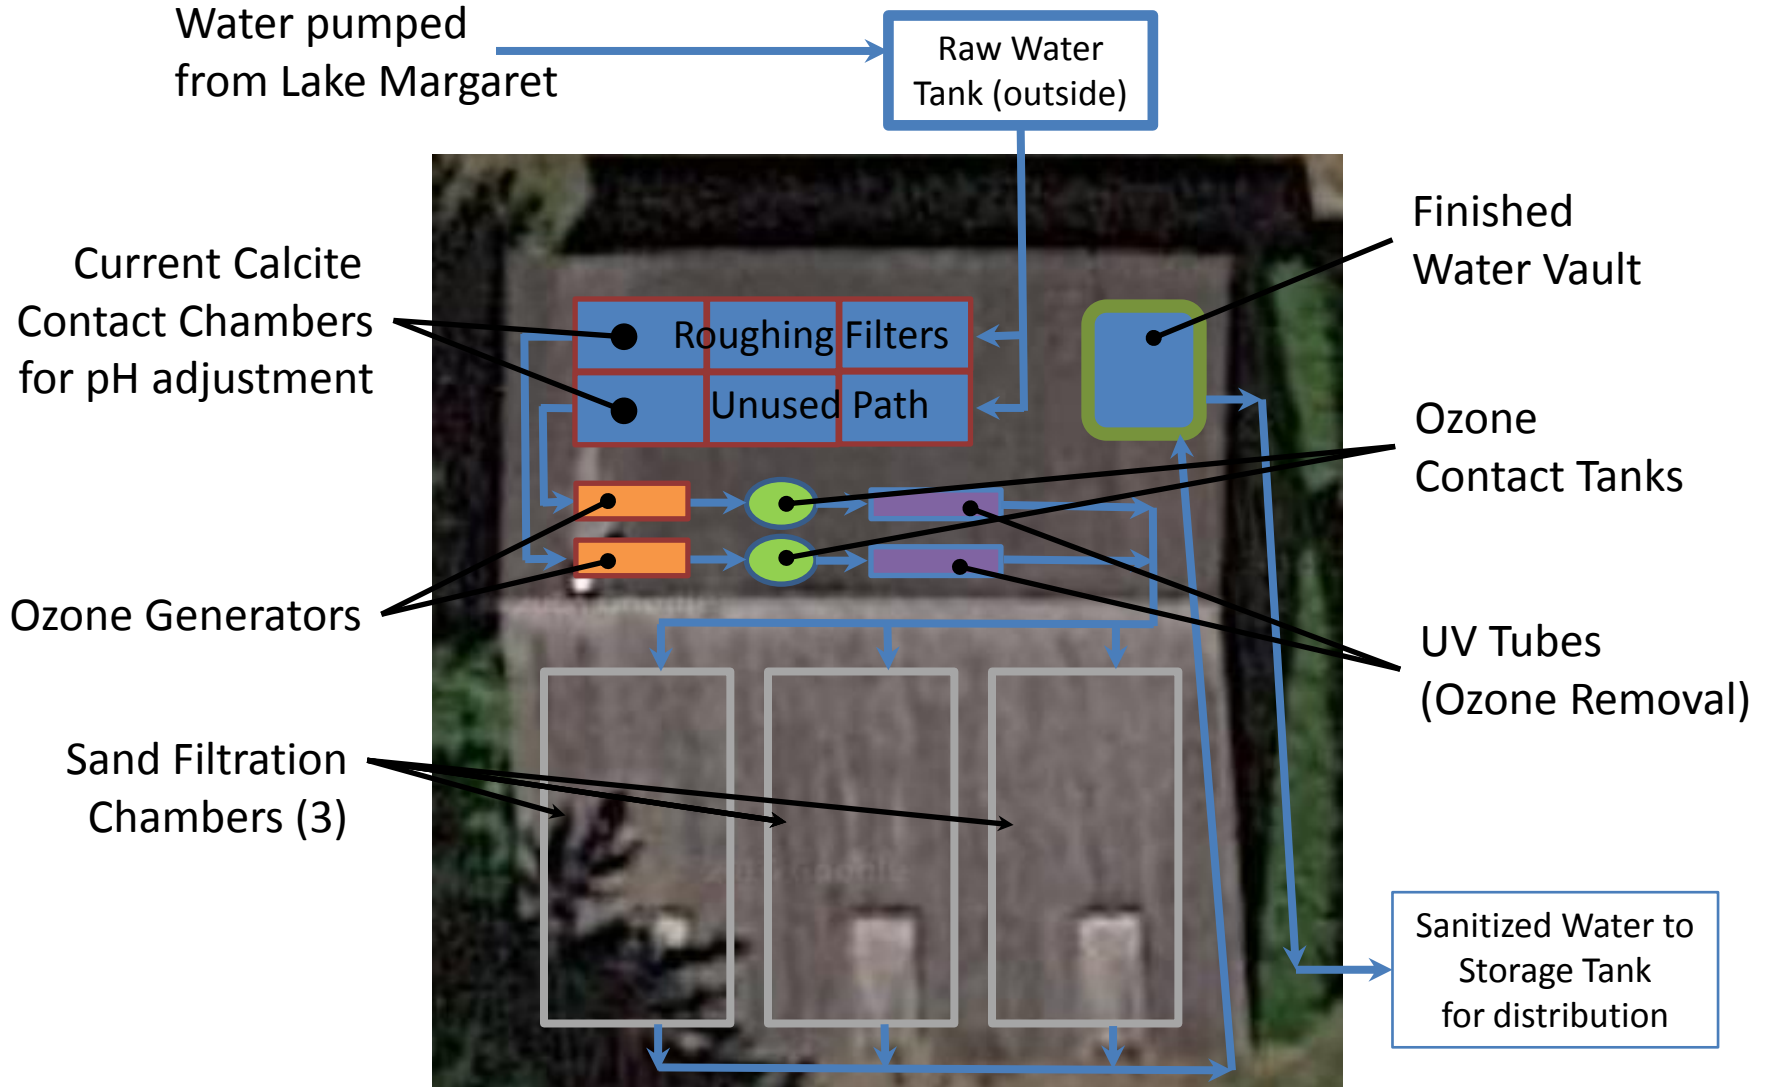 Water pumped
from Lake Margaret
Raw Water
Tank (outside)
Finished
Water Vault
Current Calcite
Contact Chambers
for pH adjustment
Roughing Filters
Unused Path
Ozone
Contact Tanks
Ozone Generators
UV Tubes
(Ozone Removal)
Sand Filtration
Chambers (3)
Sanitized Water to
Storage Tank
for distribution